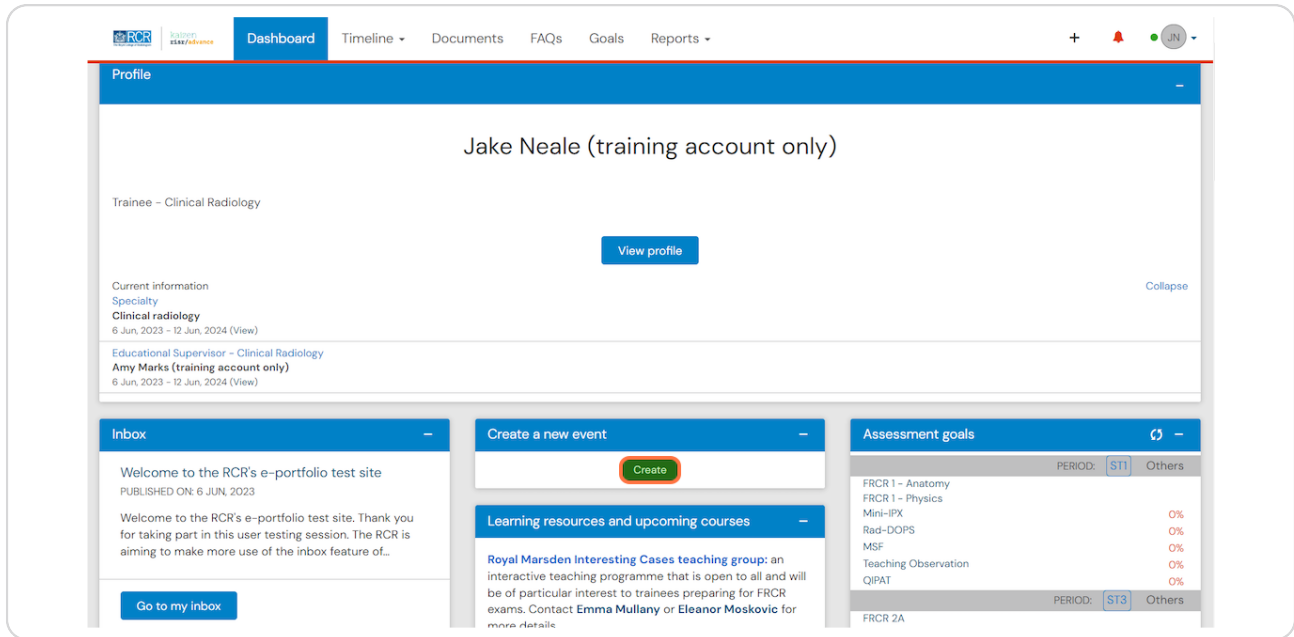 RCR
kaizen
Dashboard
Timeline
Documents
FAQs
Goals
Reports
+
JN
Profile
–
Jake Neale (training account only)
Trainee – Clinical Radiology
View profile
Current information
Collapse
Specialty
Clinical radiology
6 Jun, 2023 – 12 Jun, 2024 (View)
Educational Supervisor – Clinical Radiology
Amy Marks (training account only)
6 Jun, 2023 – 12 Jun, 2024 (View)
Inbox
–
Welcome to the RCR's e-portfolio test site
PUBLISHED ON: 6 JUN, 2023
Welcome to the RCR's e-portfolio test site. Thank you
for taking part in this user testing session. The RCR is
aiming to make more use of the inbox feature of...
Go to my inbox
Create a new event
–
Create
Learning resources and upcoming courses
–
Royal Marsden Interesting Cases teaching group: an
interactive teaching programme that is open to all and will
be of particular interest to trainees preparing for FRCR
exams. Contact Emma Mullany or Eleanor Moskovic for
more details
Assessment goals
–
PERIOD: ST1 Others
FRCR 1 – Anatomy
FRCR 1 – Physics
Mini-IPX 0%
Rad-DOPS 0%
MSF 0%
Teaching Observation 0%
QIPAT 0%
PERIOD: ST3 Others
FRCR 2A